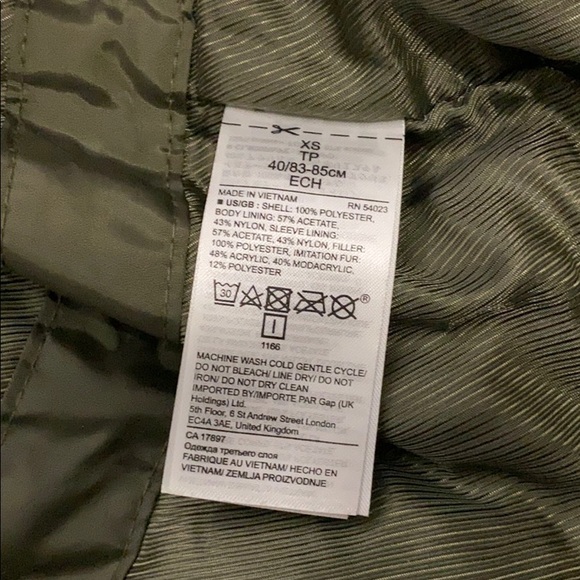 XS
TP
40/83-85см
ECH
MADE IN VIETNAM RN 54023
■ US/GB : SHELL: 100% POLYESTER,
BODY LINING: 57% ACETATE,
43% NYLON, SLEEVE LINING:
57% ACETATE, 43% NYLON, FILLER:
100% POLYESTER, IMITATION FUR:
48% ACRYLIC, 40% MODACRYLIC,
12% POLYESTER
30 ®
1166
MACHINE WASH COLD GENTLE CYCLE/
DO NOT BLEACH/ LINE DRY/ DO NOT
IRON/ DO NOT DRY CLEAN
IMPORTED BY/IMPORTE PAR Gap (UK
Holdings) Ltd.
5th Floor, 6 St Andrew Street London
EC4A 3AE, United Kingdom
CA 17897
Одежда третьего слоя
FABRIQUE AU VIETNAM/ HECHO EN
VIETNAM/ ZEMLJA PROIZVODNJE